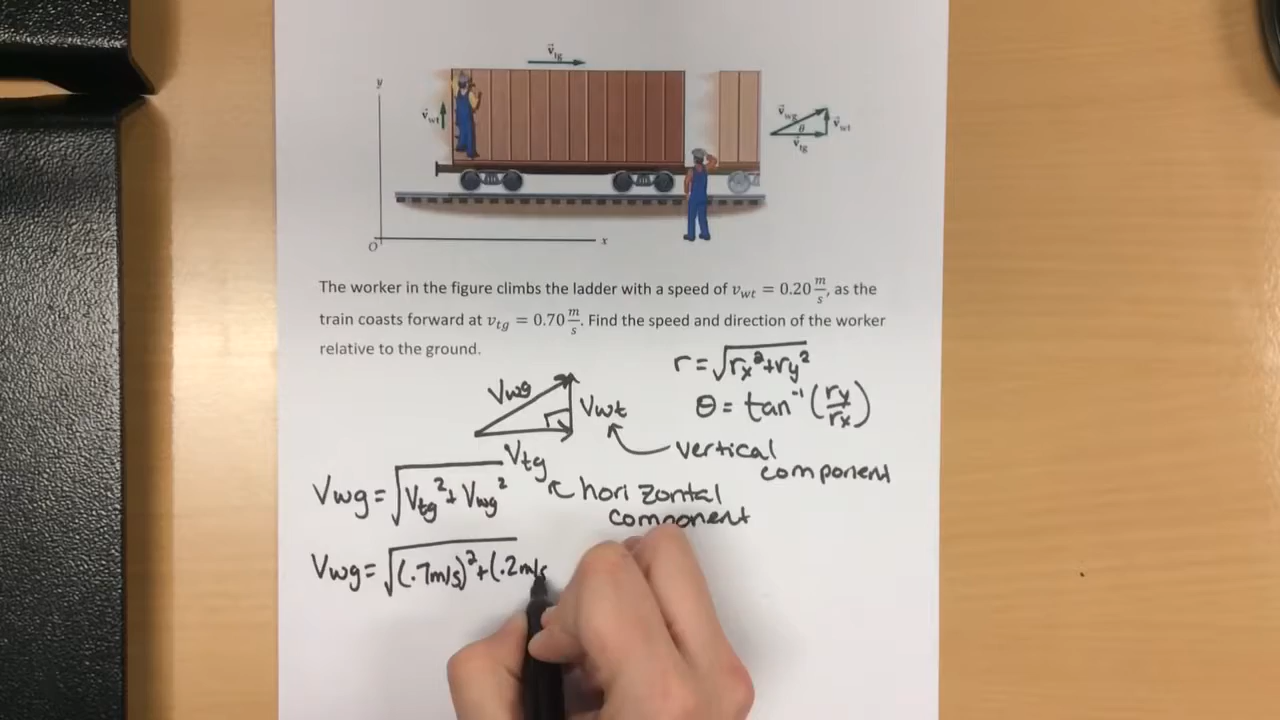 v⃗tg
y
v⃗wt
v⃗wg
θ
v⃗wt
v⃗tg
O
x
The worker in the figure climbs the ladder with a speed of vwt = 0.20 m/s, as the
train coasts forward at vtg = 0.70 m/s. Find the speed and direction of the worker
relative to the ground.
r = √(rx² + ry²)
θ = tan⁻¹(ry/rx)
Vwg
Vwt
Vtg
vertical
component
horizontal
component
Vwg = √(Vtg² + Vwg²)
Vwg = √(.7m/s)² + (.2m/s